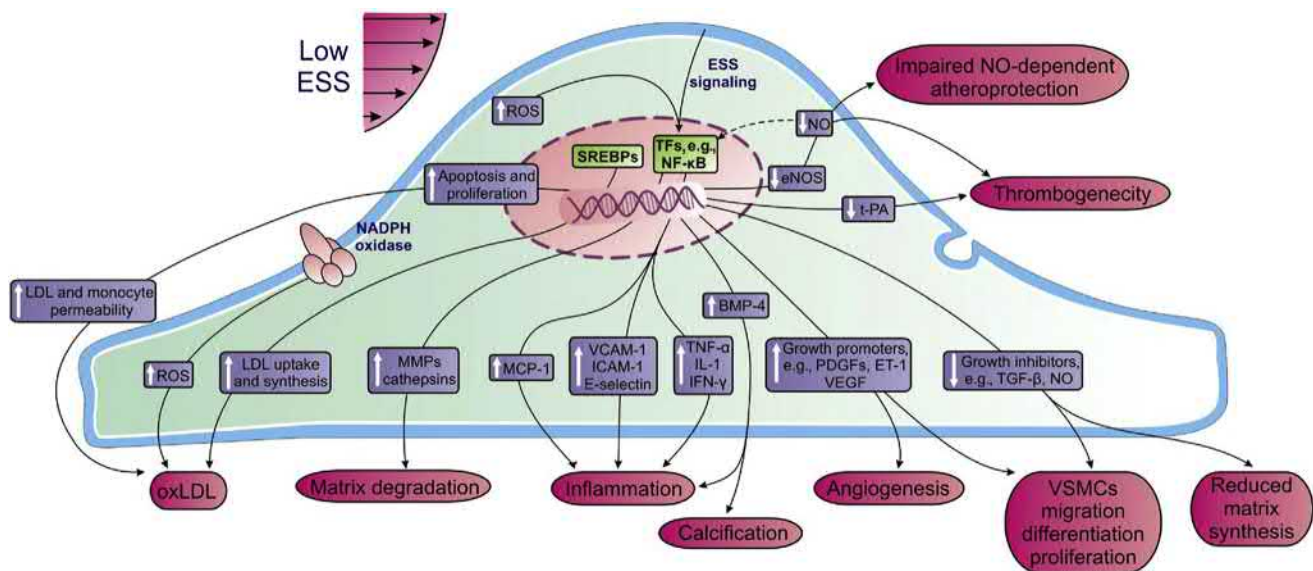 Low
ESS
ESS
signaling
Impaired NO-dependent
atheroprotection
ROS
NO
SREBPs
TFs, e.g.,
NF-κB
Apoptosis and
proliferation
eNOS
Thrombogenecity
t-PA
NADPH
oxidase
LDL and monocyte
permeability
BMP-4
ROS
LDL uptake
and synthesis
MMPs
cathepsins
MCP-1
VCAM-1
ICAM-1
E-selectin
TNF-α
IL-1
IFN-γ
Growth promoters,
e.g., PDGFs, ET-1
VEGF
Growth inhibitors,
e.g., TGF-β, NO
oxLDL
Matrix degradation
Inflammation
Calcification
Angiogenesis
VSMCs
migration
differentiation
proliferation
Reduced
matrix
synthesis